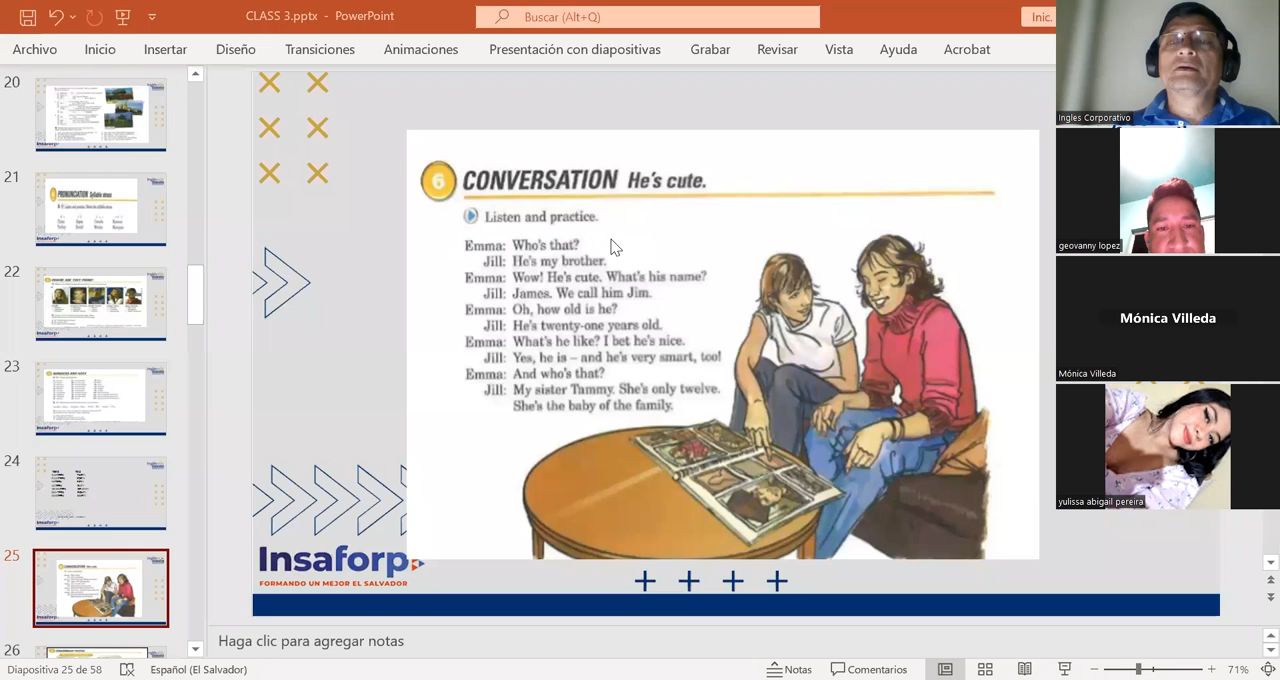 CLASS 3.pptx - PowerPoint
Buscar (Alt+Q)
Inic.
Archivo
Inicio
Insertar
Diseño
Transiciones
Animaciones
Presentación con diapositivas
Grabar
Revisar
Vista
Ayuda
Acrobat
20
21
22
23
24
25
26
6 CONVERSATION He's cute.
Listen and practice.
Emma: Who's that?
Jill: He's my brother.
Emma: Wow! He's cute. What's his name?
Jill: James. We call him Jim.
Emma: Oh, how old is he?
Jill: He's twenty-one years old.
Emma: What's he like? I bet he's nice.
Jill: Yes, he is – and he's very smart, too!
Emma: And who's that?
Jill: My sister Tammy. She's only twelve.
She's the baby of the family.
Insaforp
FORMANDO UN MEJOR EL SALVADOR
Ingles Corporativo
geovanny lopez
Mónica Villeda
Mónica Villeda
yulissa abigail pereira
Haga clic para agregar notas
Diapositiva 25 de 58
Español (El Salvador)
Notas
Comentarios
71%